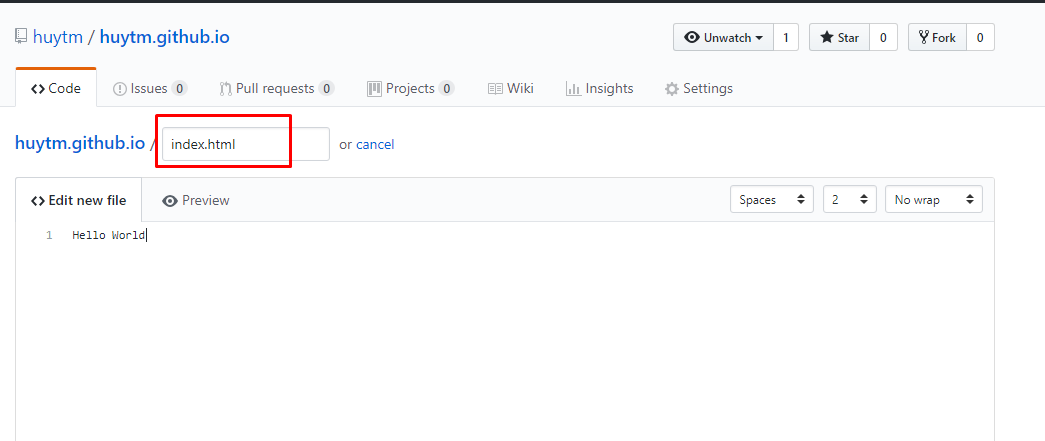 huytm / huytm.github.io Unwatch 1 Star 0 Fork 0
Code Issues 0 Pull requests 0 Projects 0 Wiki Insights Settings
huytm.github.io / index.html or cancel
Edit new file Preview Spaces 2 No wrap
1 Hello World